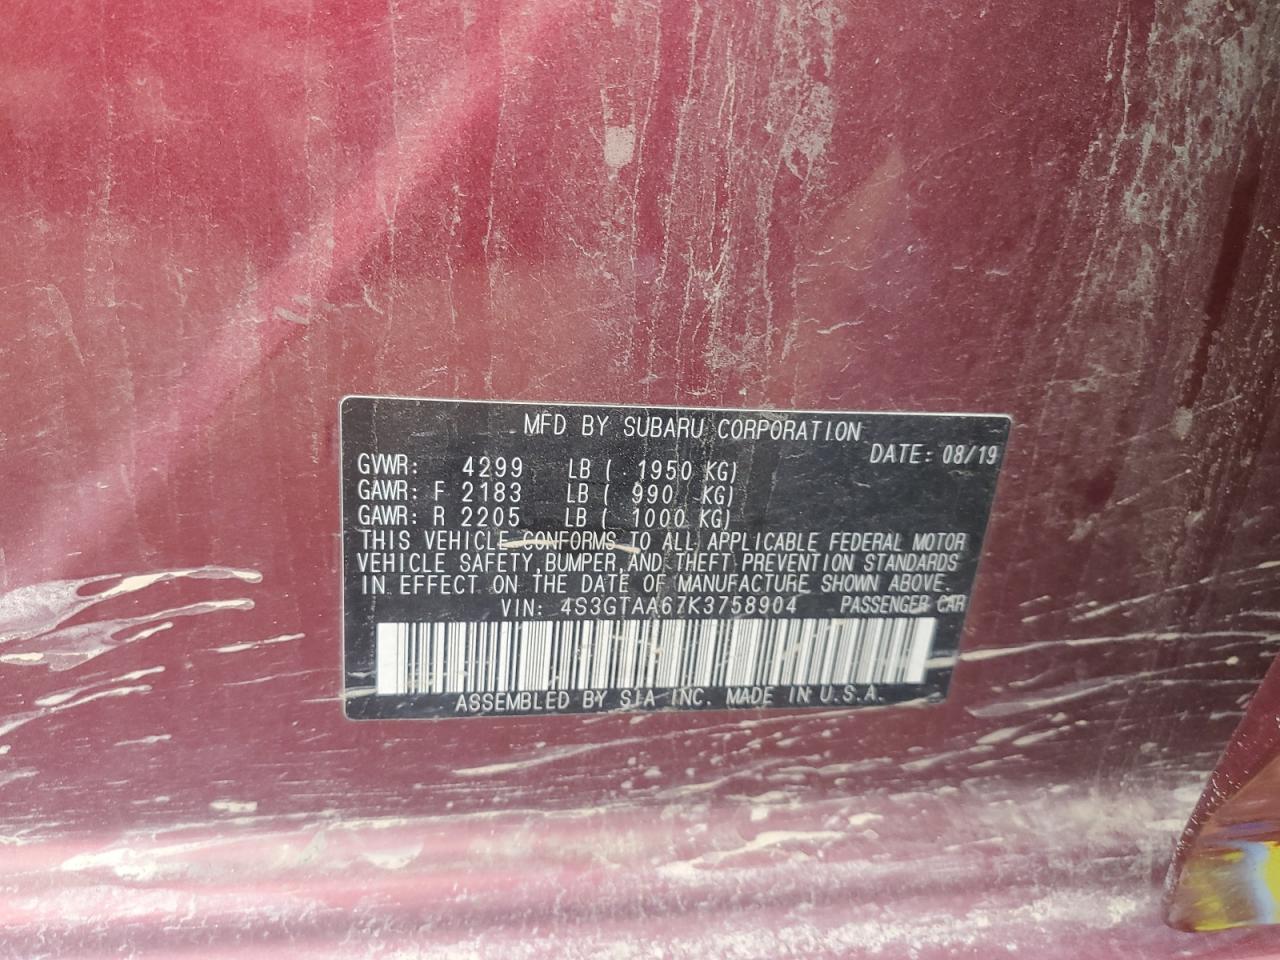 MFD BY SUBARU CORPORATION
DATE: 08/19
GVWR: 4299 LB ( 1950 KG)
GAWR: F 2183 LB ( 990 KG)
GAWR: R 2205 LB ( 1000 KG)
THIS VEHICLE CONFORMS TO ALL APPLICABLE FEDERAL MOTOR
VEHICLE SAFETY, BUMPER, AND THEFT PREVENTION STANDARDS
IN EFFECT ON THE DATE OF MANUFACTURE SHOWN ABOVE.
VIN: 4S3GTAA67K3758904 PASSENGER CAR
ASSEMBLED BY SIA INC. MADE IN U.S.A.